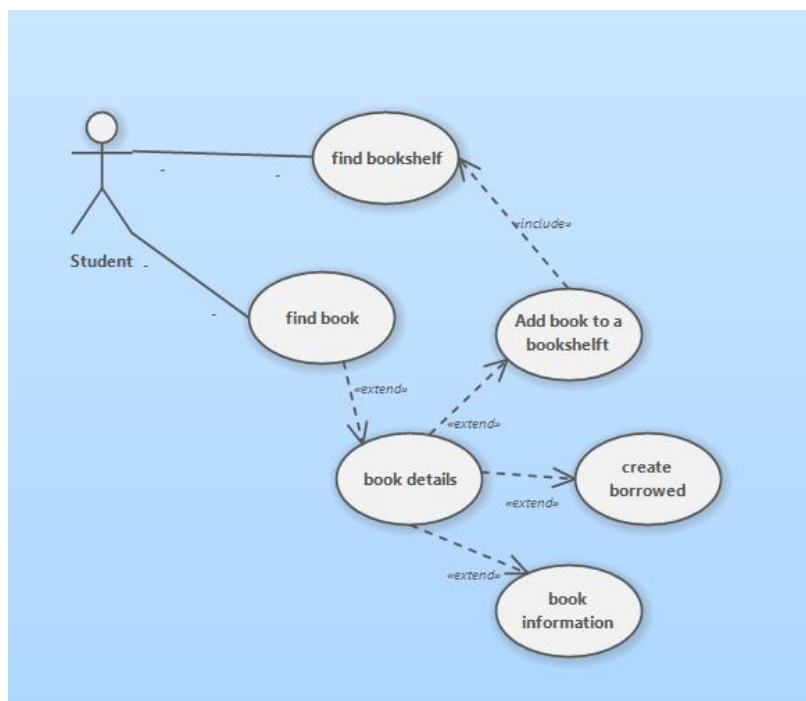 find bookshelf
«include»
Student
find book
Add book to a
bookshelft
«extend»
«extend»
book details
create
borrowed
«extend»
«extend»
book
information